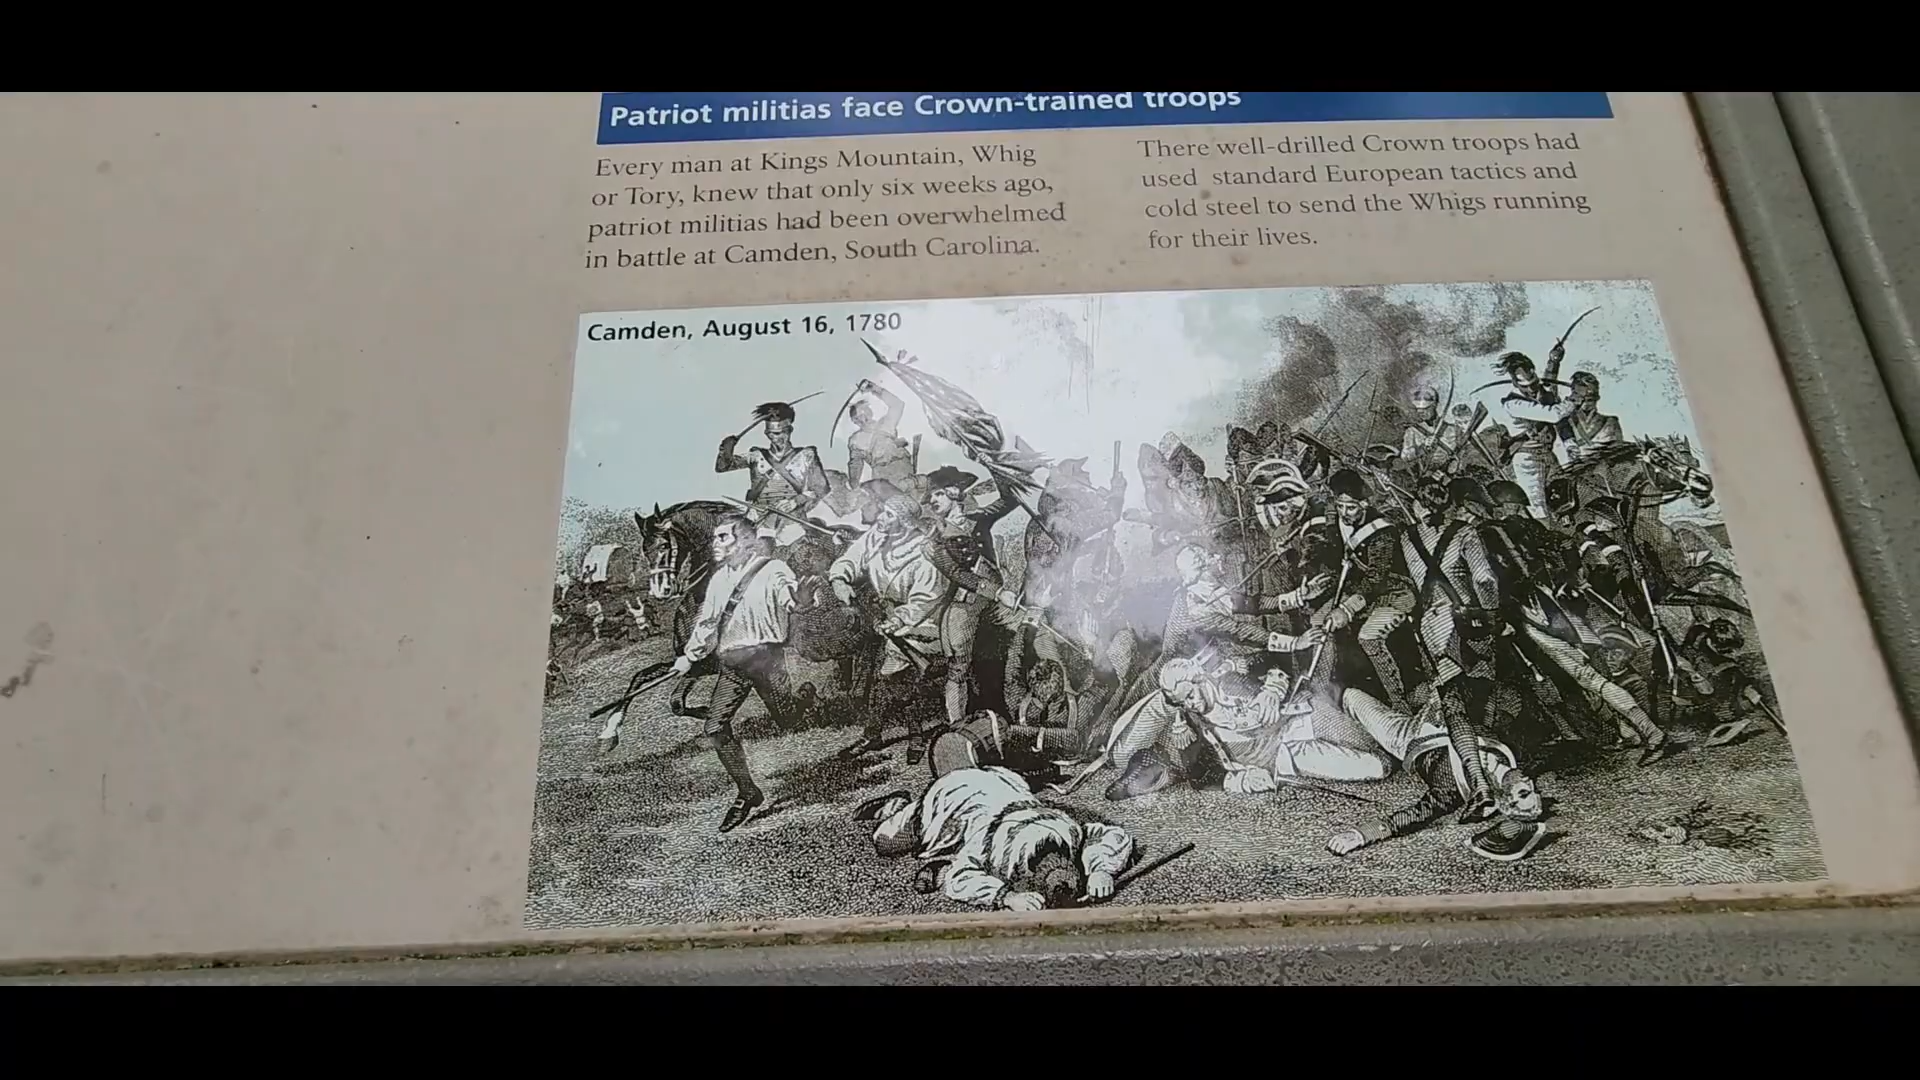 Patriot militias face Crown-trained troops
Every man at Kings Mountain, Whig
or Tory, knew that only six weeks ago,
patriot militias had been overwhelmed
in battle at Camden, South Carolina.
There well-drilled Crown troops had
used standard European tactics and
cold steel to send the Whigs running
for their lives.
Camden, August 16, 1780